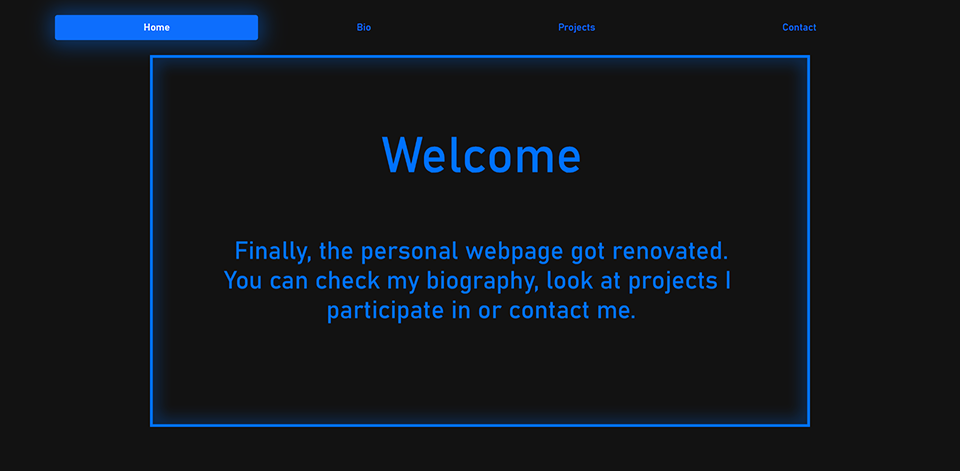 Home
Bio
Projects
Contact
Welcome
Finally, the personal webpage got renovated.
You can check my biography, look at projects I
participate in or contact me.